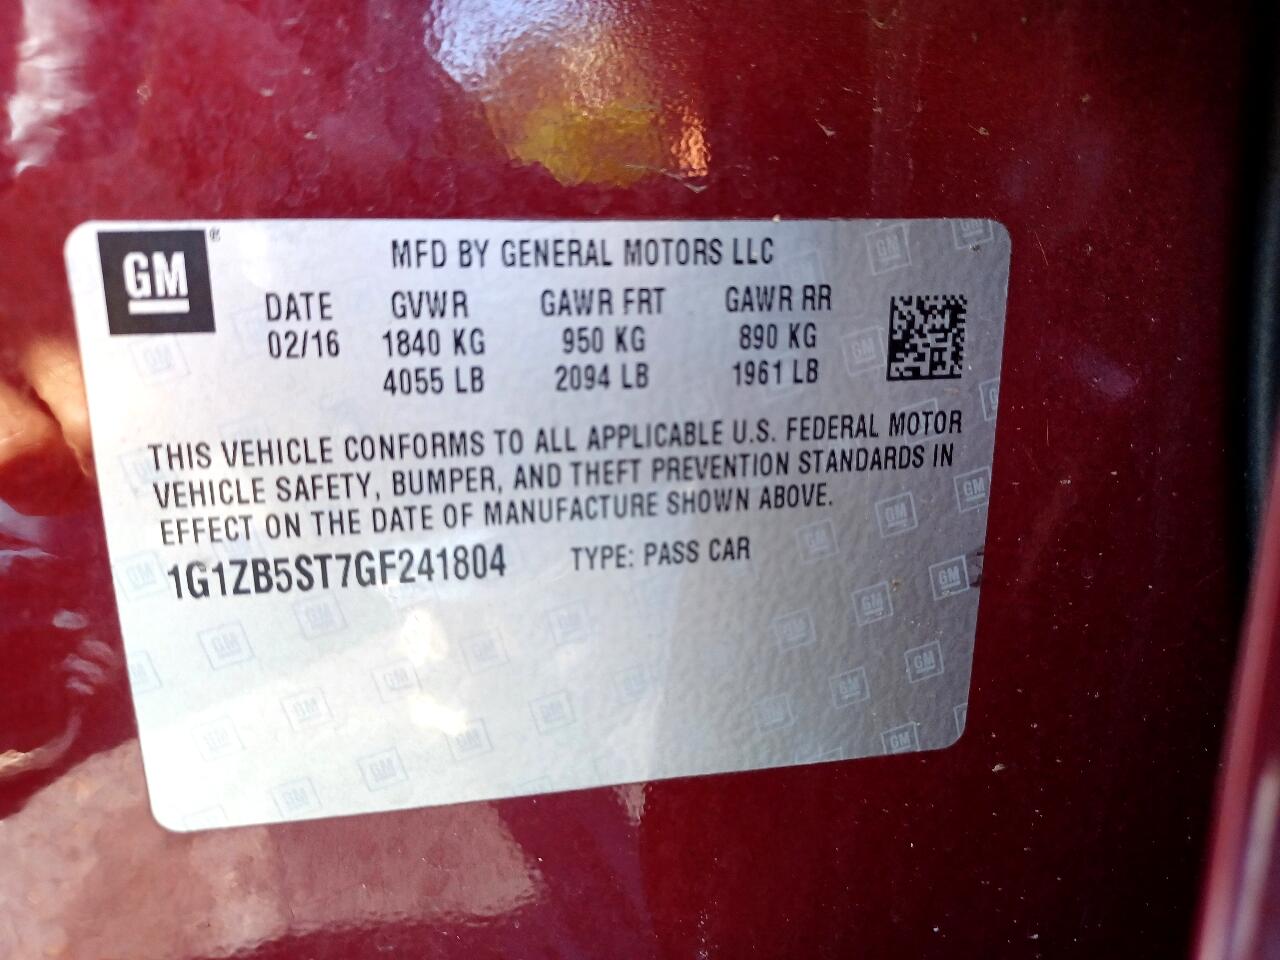 GM®
MFD BY GENERAL MOTORS LLC
DATE GVWR GAWR FRT GAWR RR
02/16 1840 KG 950 KG 890 KG
4055 LB 2094 LB 1961 LB
THIS VEHICLE CONFORMS TO ALL APPLICABLE U.S. FEDERAL MOTOR
VEHICLE SAFETY, BUMPER, AND THEFT PREVENTION STANDARDS IN
EFFECT ON THE DATE OF MANUFACTURE SHOWN ABOVE.
1G1ZB5ST7GF241804 TYPE: PASS CAR